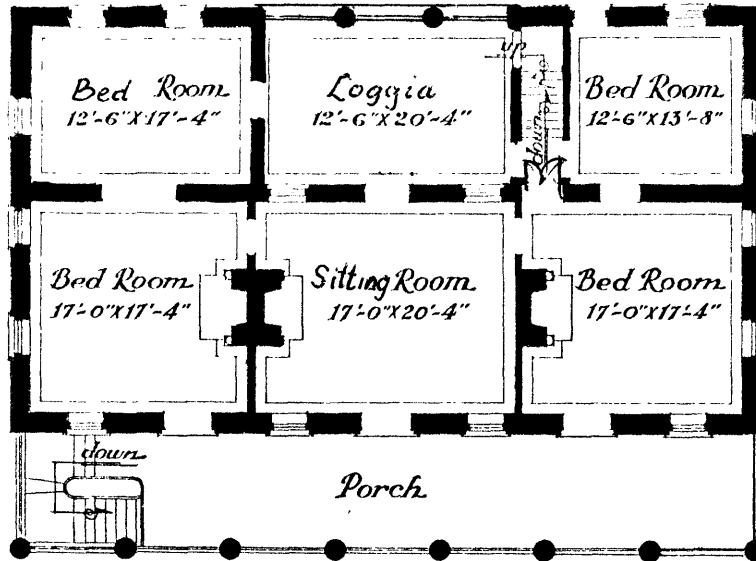 up
Bed Room
12'-6"X17'-4"
Loggia
12'-6"X20'-4"
down
Bed Room
12'-6"X13'-8"
Bed Room
17'-0"X17'-4"
Sitting Room
17'-0"X20'-4"
Bed Room
17'-0"X17'-4"
down
Porch